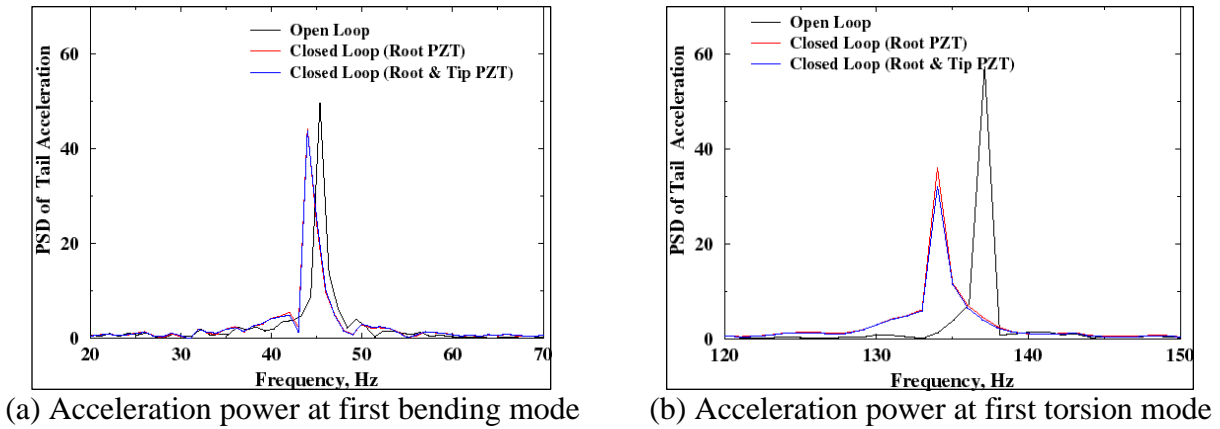 60
40
20
0
PSD of Tail Acceleration
Open Loop
Closed Loop (Root PZT)
Closed Loop (Root & Tip PZT)
20 30 40 50 60 70
Frequency, Hz
(a) Acceleration power at first bending mode
60
40
20
0
PSD of Tail Acceleration
Open Loop
Closed Loop (Root PZT)
Closed Loop (Root & Tip PZT)
120 130 140 150
Frequency, Hz
(b) Acceleration power at first torsion mode